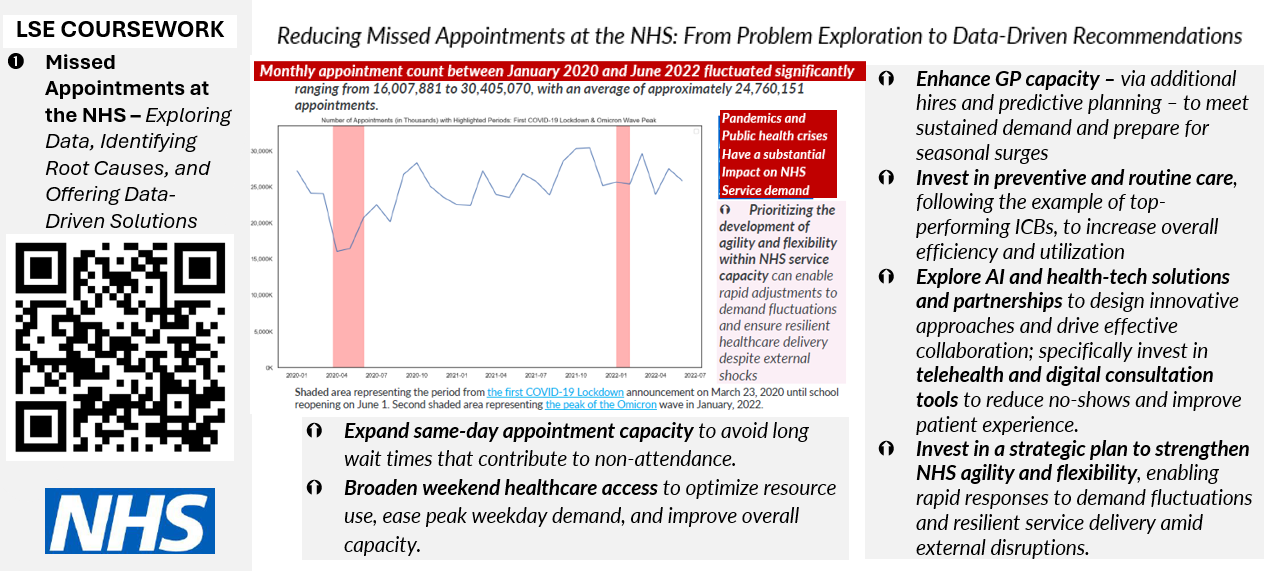 LSE COURSEWORK
❶ Missed
Appointments at
the NHS – Exploring
Data, Identifying
Root Causes, and
Offering Data-
Driven Solutions
NHS
Reducing Missed Appointments at the NHS: From Problem Exploration to Data-Driven Recommendations
Monthly appointment count between January 2020 and June 2022 fluctuated significantly
ranging from 16,007,881 to 30,405,070, with an average of approximately 24,760,151
appointments.
Number of Appointments (in Thousands) with Highlighted Periods: First COVID-19 Lockdown & Omicron Wave Peak
30,000K
25,000K
20,000K
15,000K
10,000K
5,000K
0K
2020-01 2020-04 2020-07 2020-10 2021-01 2021-04 2021-07 2021-10 2022-01 2022-04 2022-07
Shaded area representing the period from the first COVID-19 Lockdown announcement on March 23, 2020 until school
reopening on June 1. Second shaded area representing the peak of the Omicron wave in January, 2022.
Pandemics and
Public health crises
Have a substantial
Impact on NHS
Service demand
Prioritizing the
development of
agility and flexibility
within NHS service
capacity can enable
rapid adjustments to
demand fluctuations
and ensure resilient
healthcare delivery
despite external
shocks
Expand same-day appointment capacity to avoid long
wait times that contribute to non-attendance.
Broaden weekend healthcare access to optimize resource
use, ease peak weekday demand, and improve overall
capacity.
Enhance GP capacity – via additional
hires and predictive planning – to meet
sustained demand and prepare for
seasonal surges
Invest in preventive and routine care,
following the example of top-
performing ICBs, to increase overall
efficiency and utilization
Explore AI and health-tech solutions
and partnerships to design innovative
approaches and drive effective
collaboration; specifically invest in
telehealth and digital consultation
tools to reduce no-shows and improve
patient experience.
Invest in a strategic plan to strengthen
NHS agility and flexibility, enabling
rapid responses to demand fluctuations
and resilient service delivery amid
external disruptions.